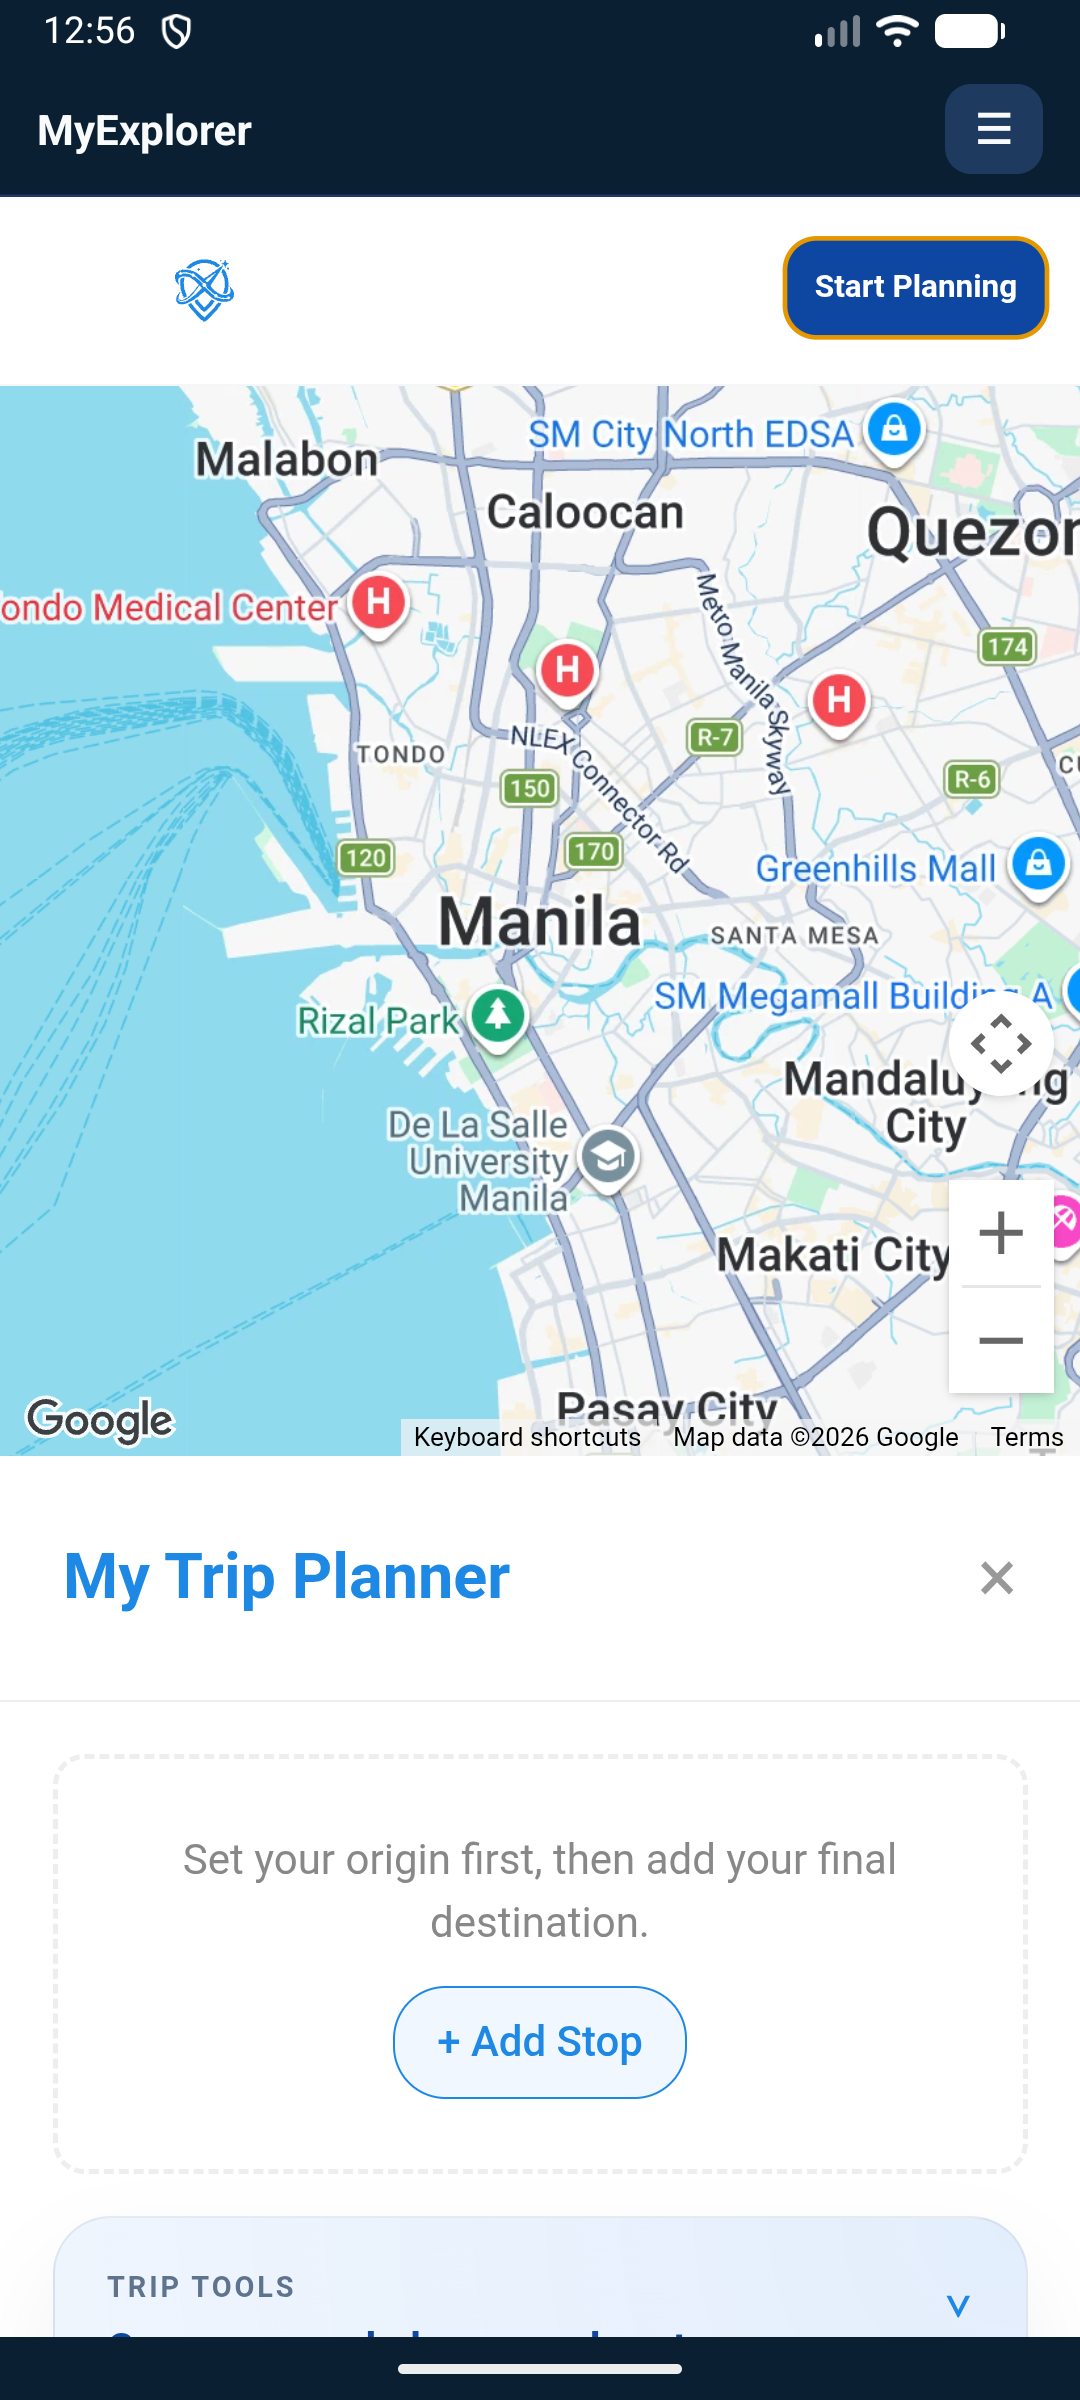 12:56
MyExplorer
Start Planning
SM City North EDSA
Malabon
Caloocan
Quezon
ondo Medical Center
H
H
H
Metro Manila Skyway
174
TONDO
NLEX Connector Rd
R-7
R-6
150
120
170
Greenhills Mall
Manila
SANTA MESA
SM Megamall Building A
Rizal Park
Mandaluyong
City
De La Salle
University
Manila
Makati City
Pasay City
Google
Keyboard shortcuts
Map data ©2026 Google
Terms
My Trip Planner
Set your origin first, then add your final
destination.
+ Add Stop
TRIP TOOLS